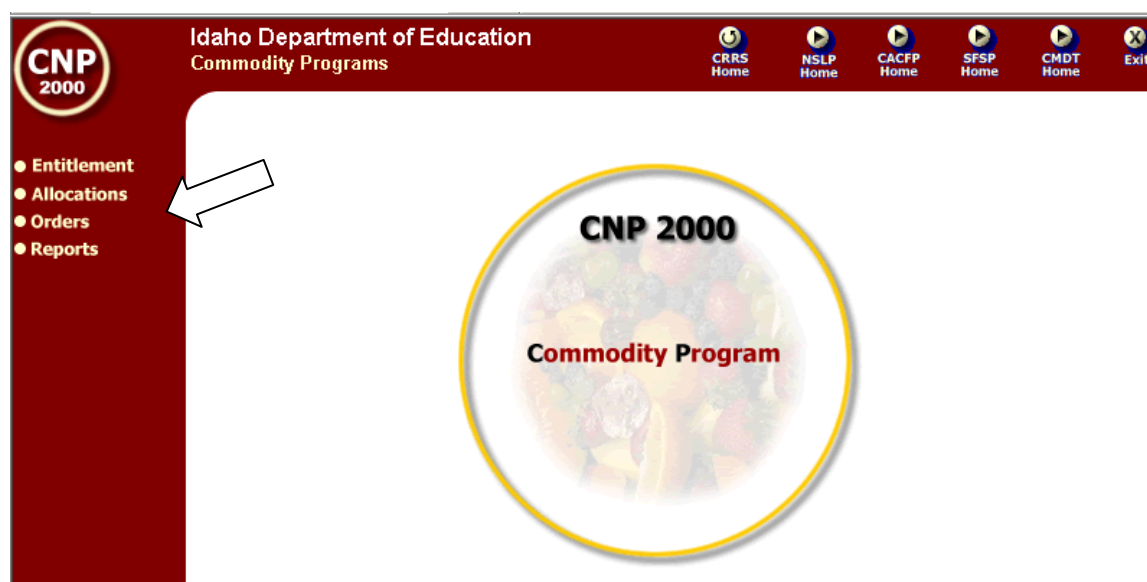 CNP
2000
Idaho Department of Education
Commodity Programs
CRRS
Home
NSLP
Home
CACFP
Home
SFSP
Home
CMDT
Home
Exit
Entitlement
Allocations
Orders
Reports
CNP 2000
Commodity Program